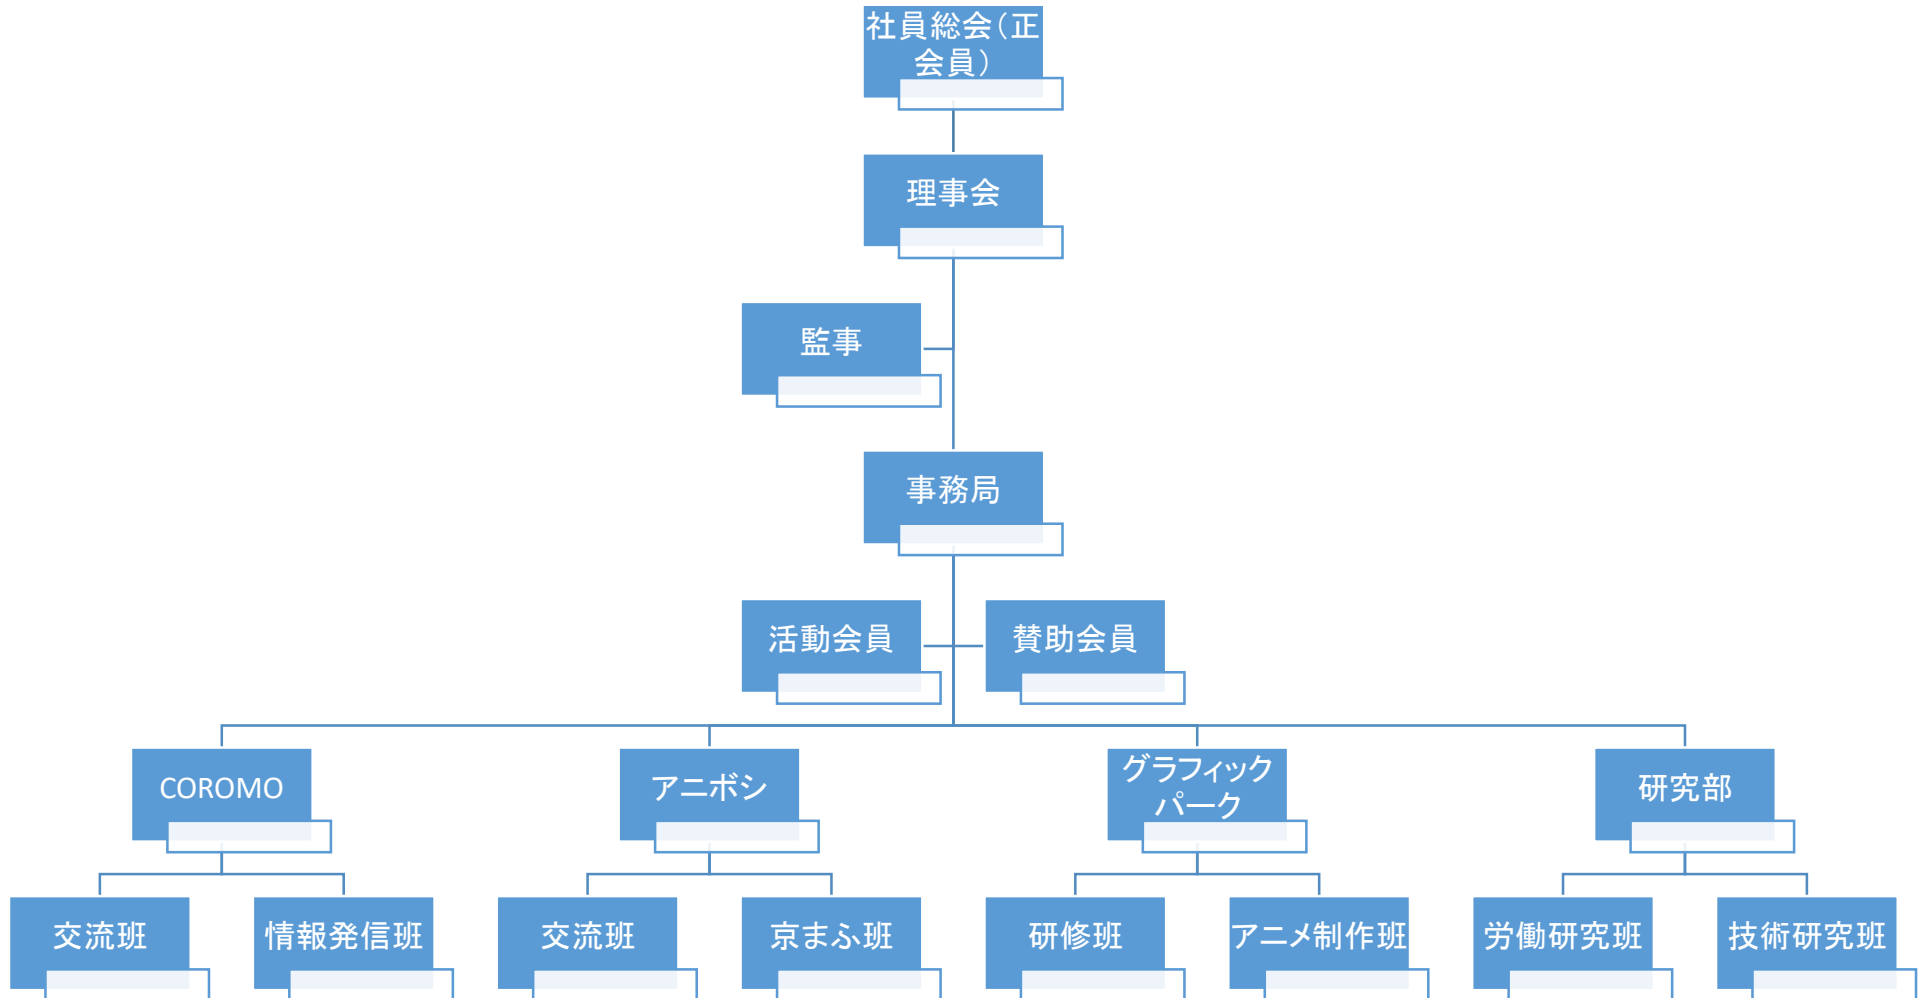 社員総会（正
会員）
理事会
監事
事務局
活動会員
賛助会員
COROMO
アニボシ
グラフィック
パーク
研究部
交流班
情報発信班
交流班
京まふ班
研修班
アニメ制作班
労働研究班
技術研究班